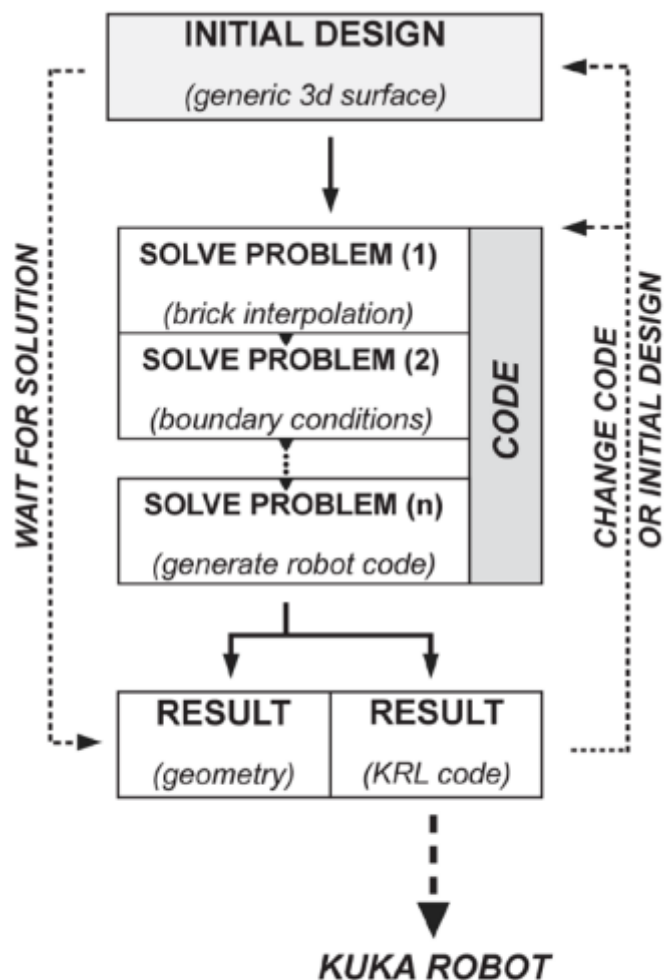 INITIAL DESIGN
(generic 3d surface)
WAIT FOR SOLUTION
SOLVE PROBLEM (1)
(brick interpolation)
SOLVE PROBLEM (2)
(boundary conditions)
SOLVE PROBLEM (n)
(generate robot code)
CODE
CHANGE CODE
OR INITIAL DESIGN
RESULT
(geometry)
RESULT
(KRL code)
KUKA ROBOT